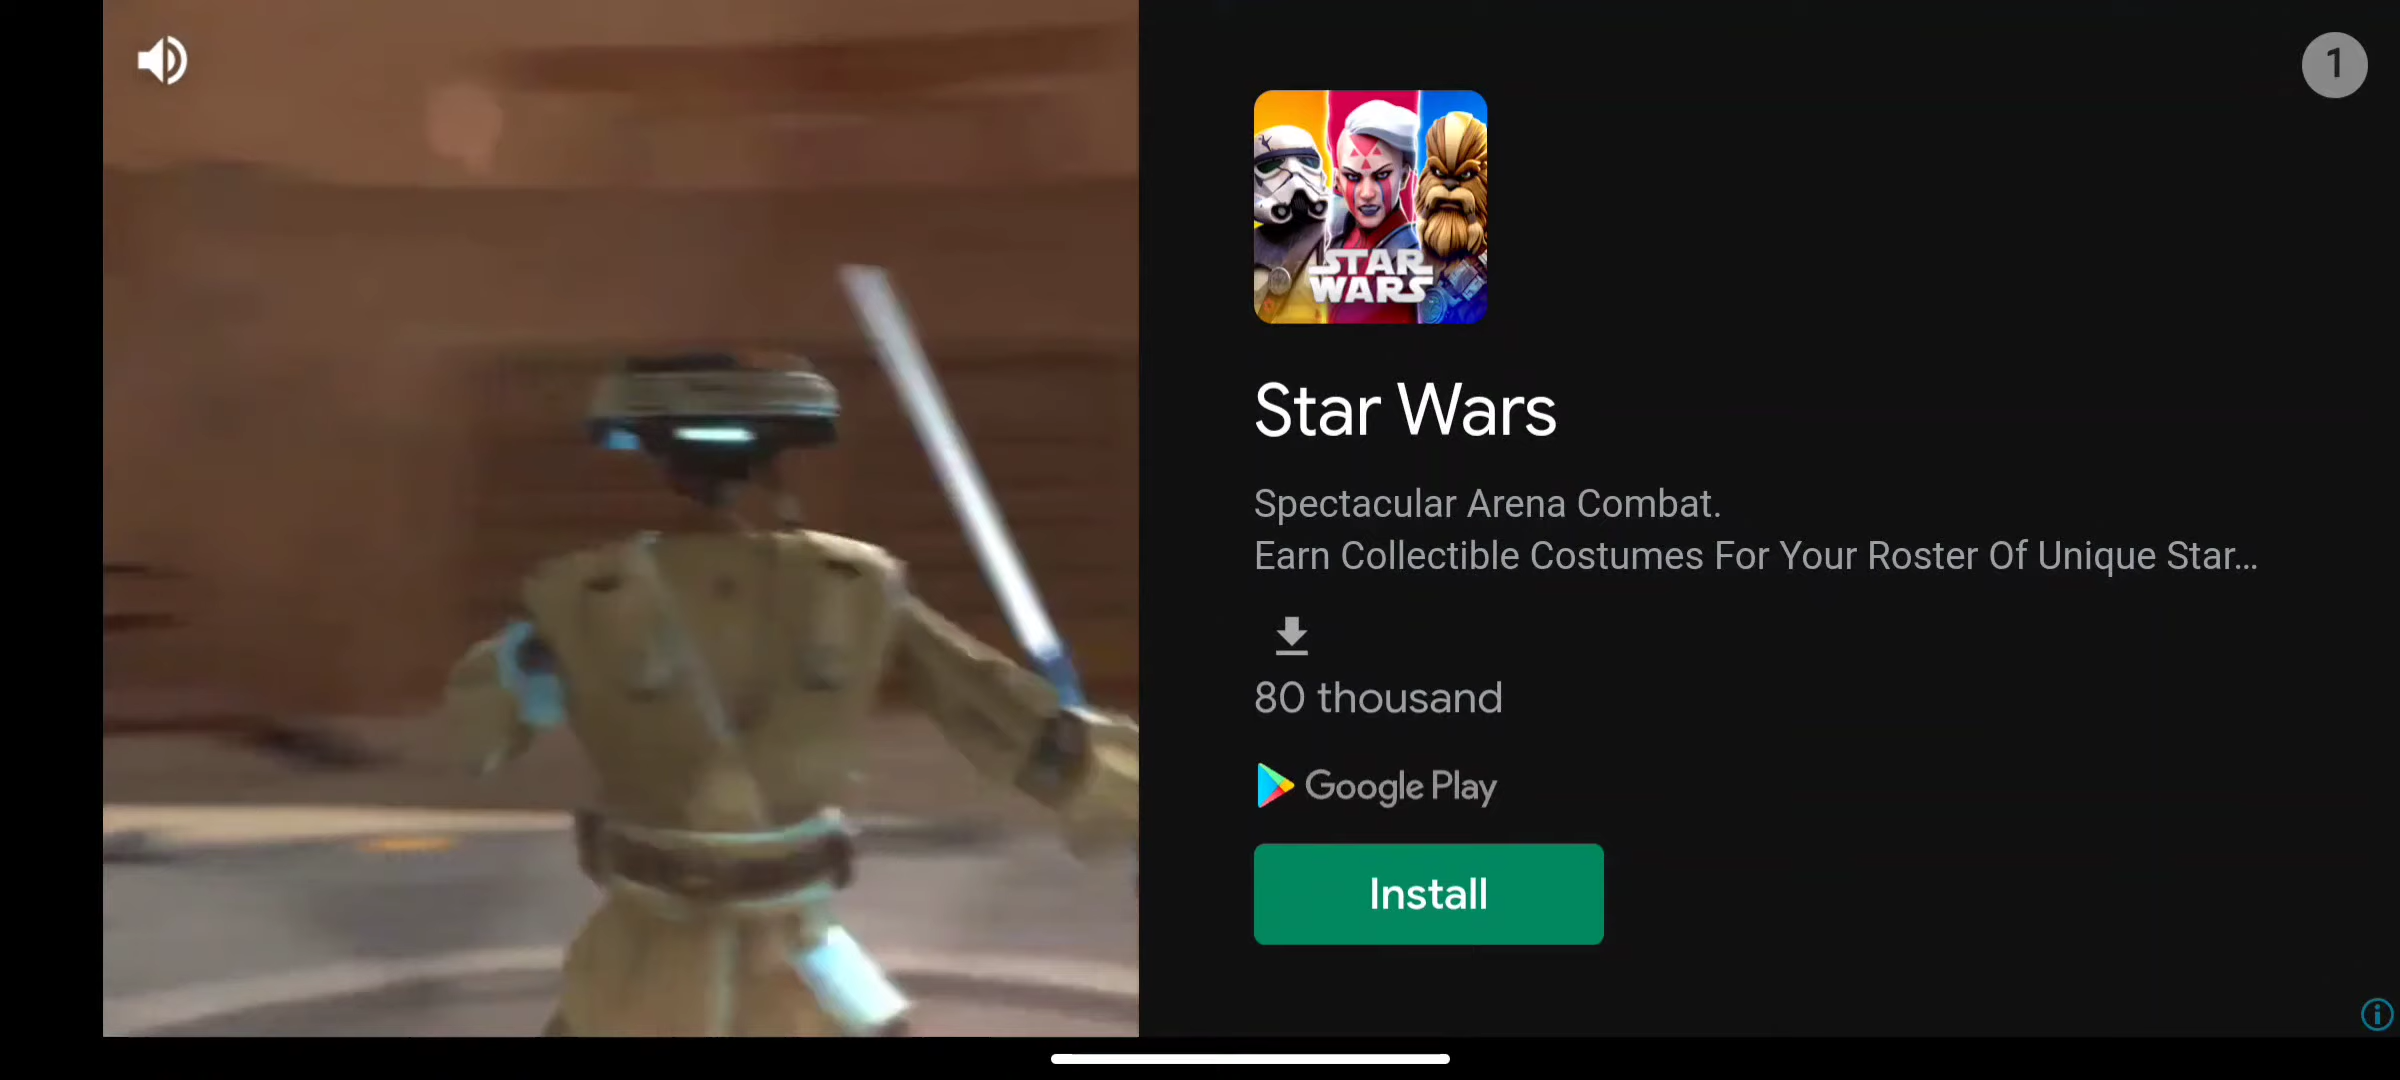 1
STAR
WARS
Star Wars
Spectacular Arena Combat.
Earn Collectible Costumes For Your Roster Of Unique Star...
80 thousand
Google Play
Install